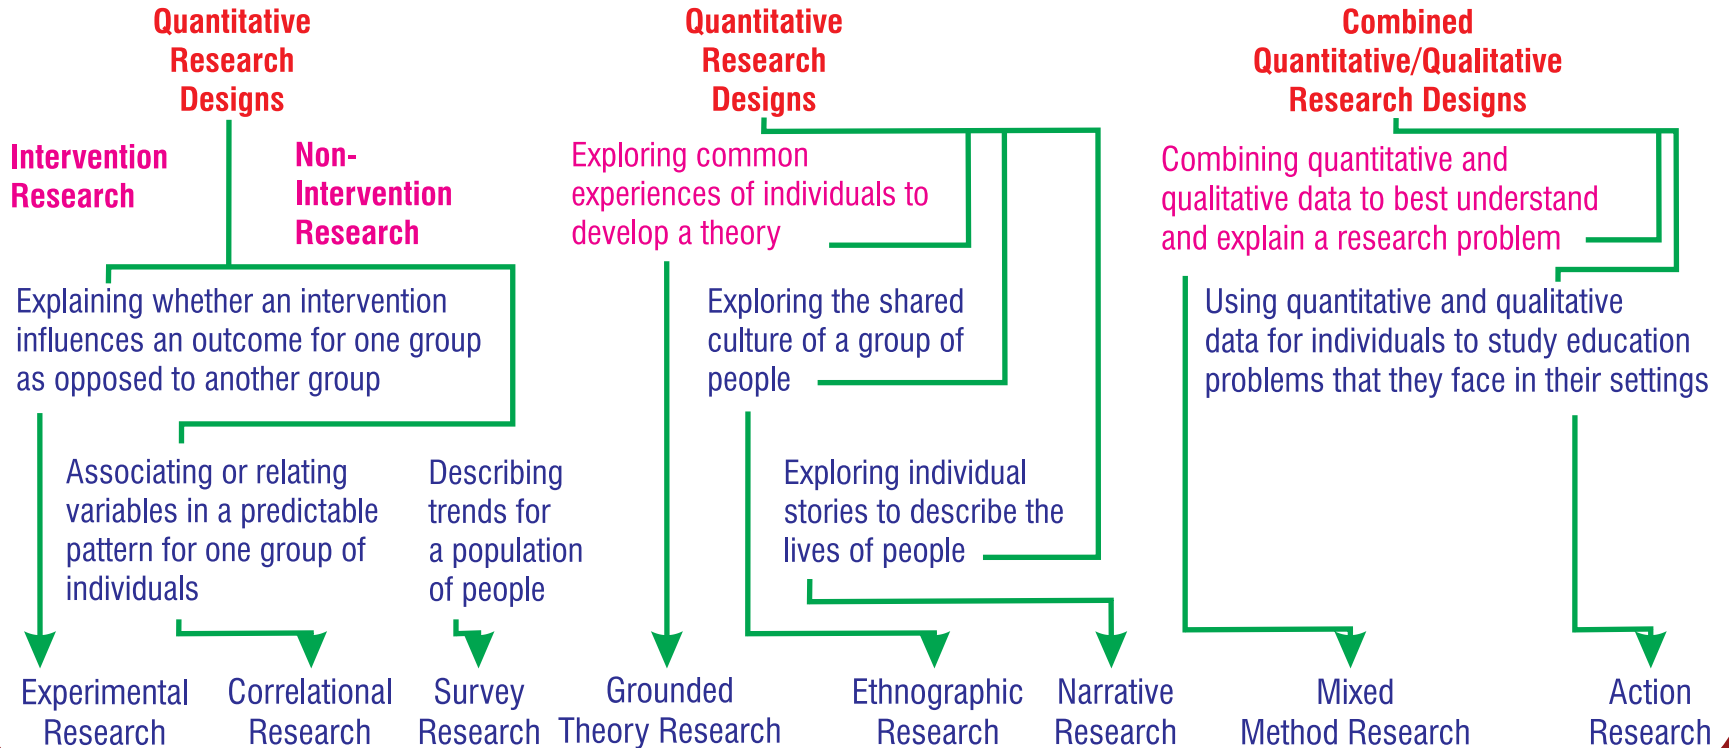 Quantitative
Research
Designs
Intervention
Research
Non-
Intervention
Research
Explaining whether an intervention
influences an outcome for one group
as opposed to another group
Associating or relating
variables in a predictable
pattern for one group of
individuals
Describing
trends for
a population
of people
Experimental
Research
Correlational
Research
Survey
Research
Quantitative
Research
Designs
Exploring common
experiences of individuals to
develop a theory
Exploring the shared
culture of a group of
people
Exploring individual
stories to describe the
lives of people
Grounded
Theory Research
Ethnographic
Research
Narrative
Research
Combined
Quantitative/Qualitative
Research Designs
Combining quantitative and
qualitative data to best understand
and explain a research problem
Using quantitative and qualitative
data for individuals to study education
problems that they face in their settings
Mixed
Method Research
Action
Research